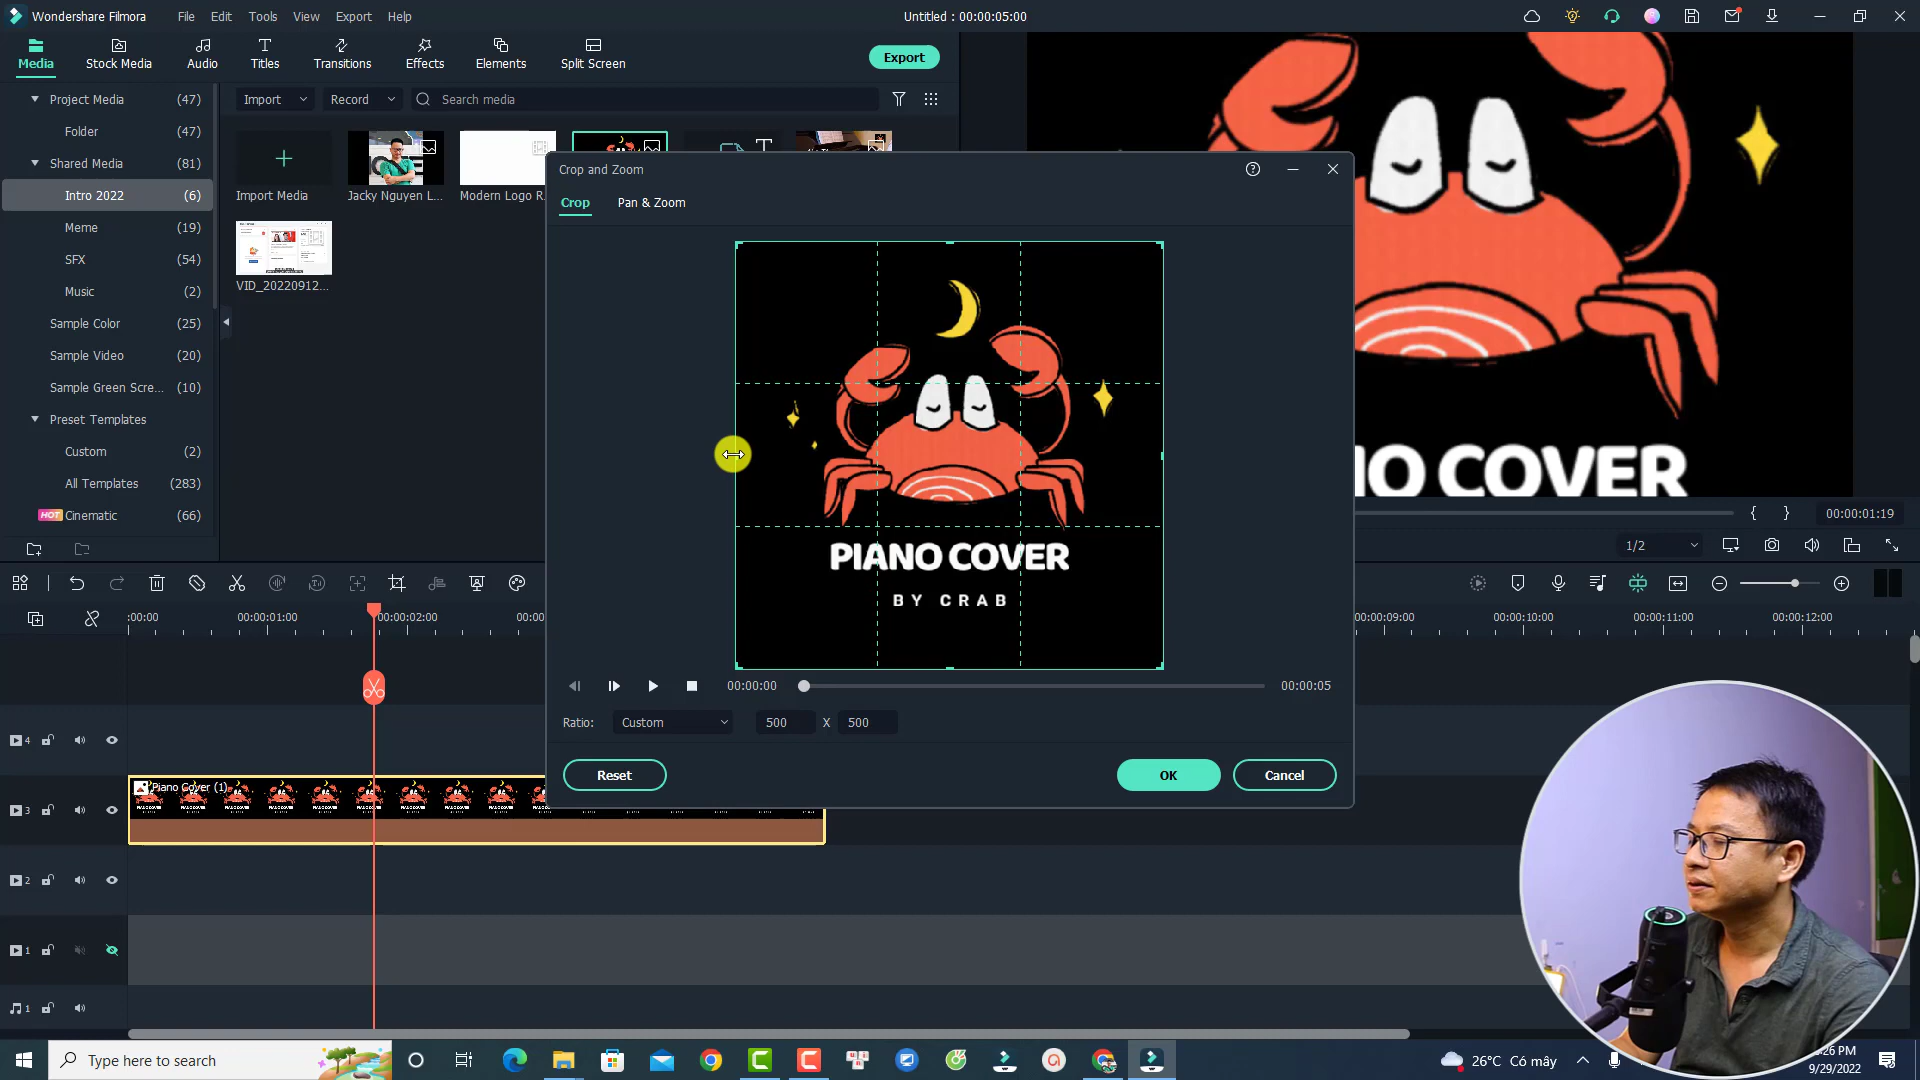 Wondershare Filmora
File Edit Tools View Export Help
Untitled : 00:00:05:00
Media Stock Media Audio Titles Transitions Effects Elements Split Screen
Export
Project Media (47)
Folder (47)
Shared Media (81)
Intro 2022 (6)
Meme (19)
SFX (54)
Music (2)
Sample Color (25)
Sample Video (20)
Sample Green Scre... (10)
Preset Templates
Custom (2)
All Templates (283)
HOT Cinematic (66)
Import Record Search media
Import Media
Jacky Nguyen L...
Modern Logo R
VID_20220912...
Crop and Zoom
Crop Pan & Zoom
PIANO COVER
BY CRAB
00:00:00 00:00:05
Ratio: Custom 500 X 500
Reset OK Cancel
IO COVER
00:00:01:19
1/2
:00:00 00:00:01:00 00:00:02:00 00:00 00:00:09:00 00:00:10:00 00:00:11:00 00:00:12:00
4
3
Piano Cover (1)
2
1
1
Type here to search
26°C Có mây
:26 PM
9/29/2022